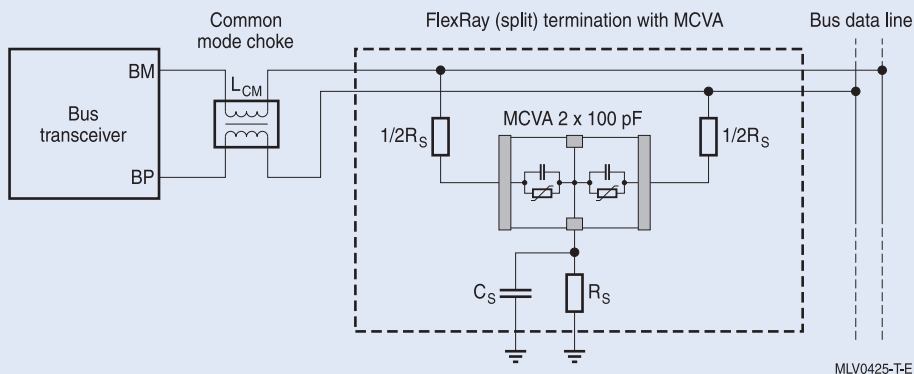 Common
mode choke
FlexRay (split) termination with MCVA
Bus data line
BM
L_CM
Bus
transceiver
BP
1/2R_S
MCVA 2 x 100 pF
1/2R_S
C_S
R_S
MLV0425-T-E